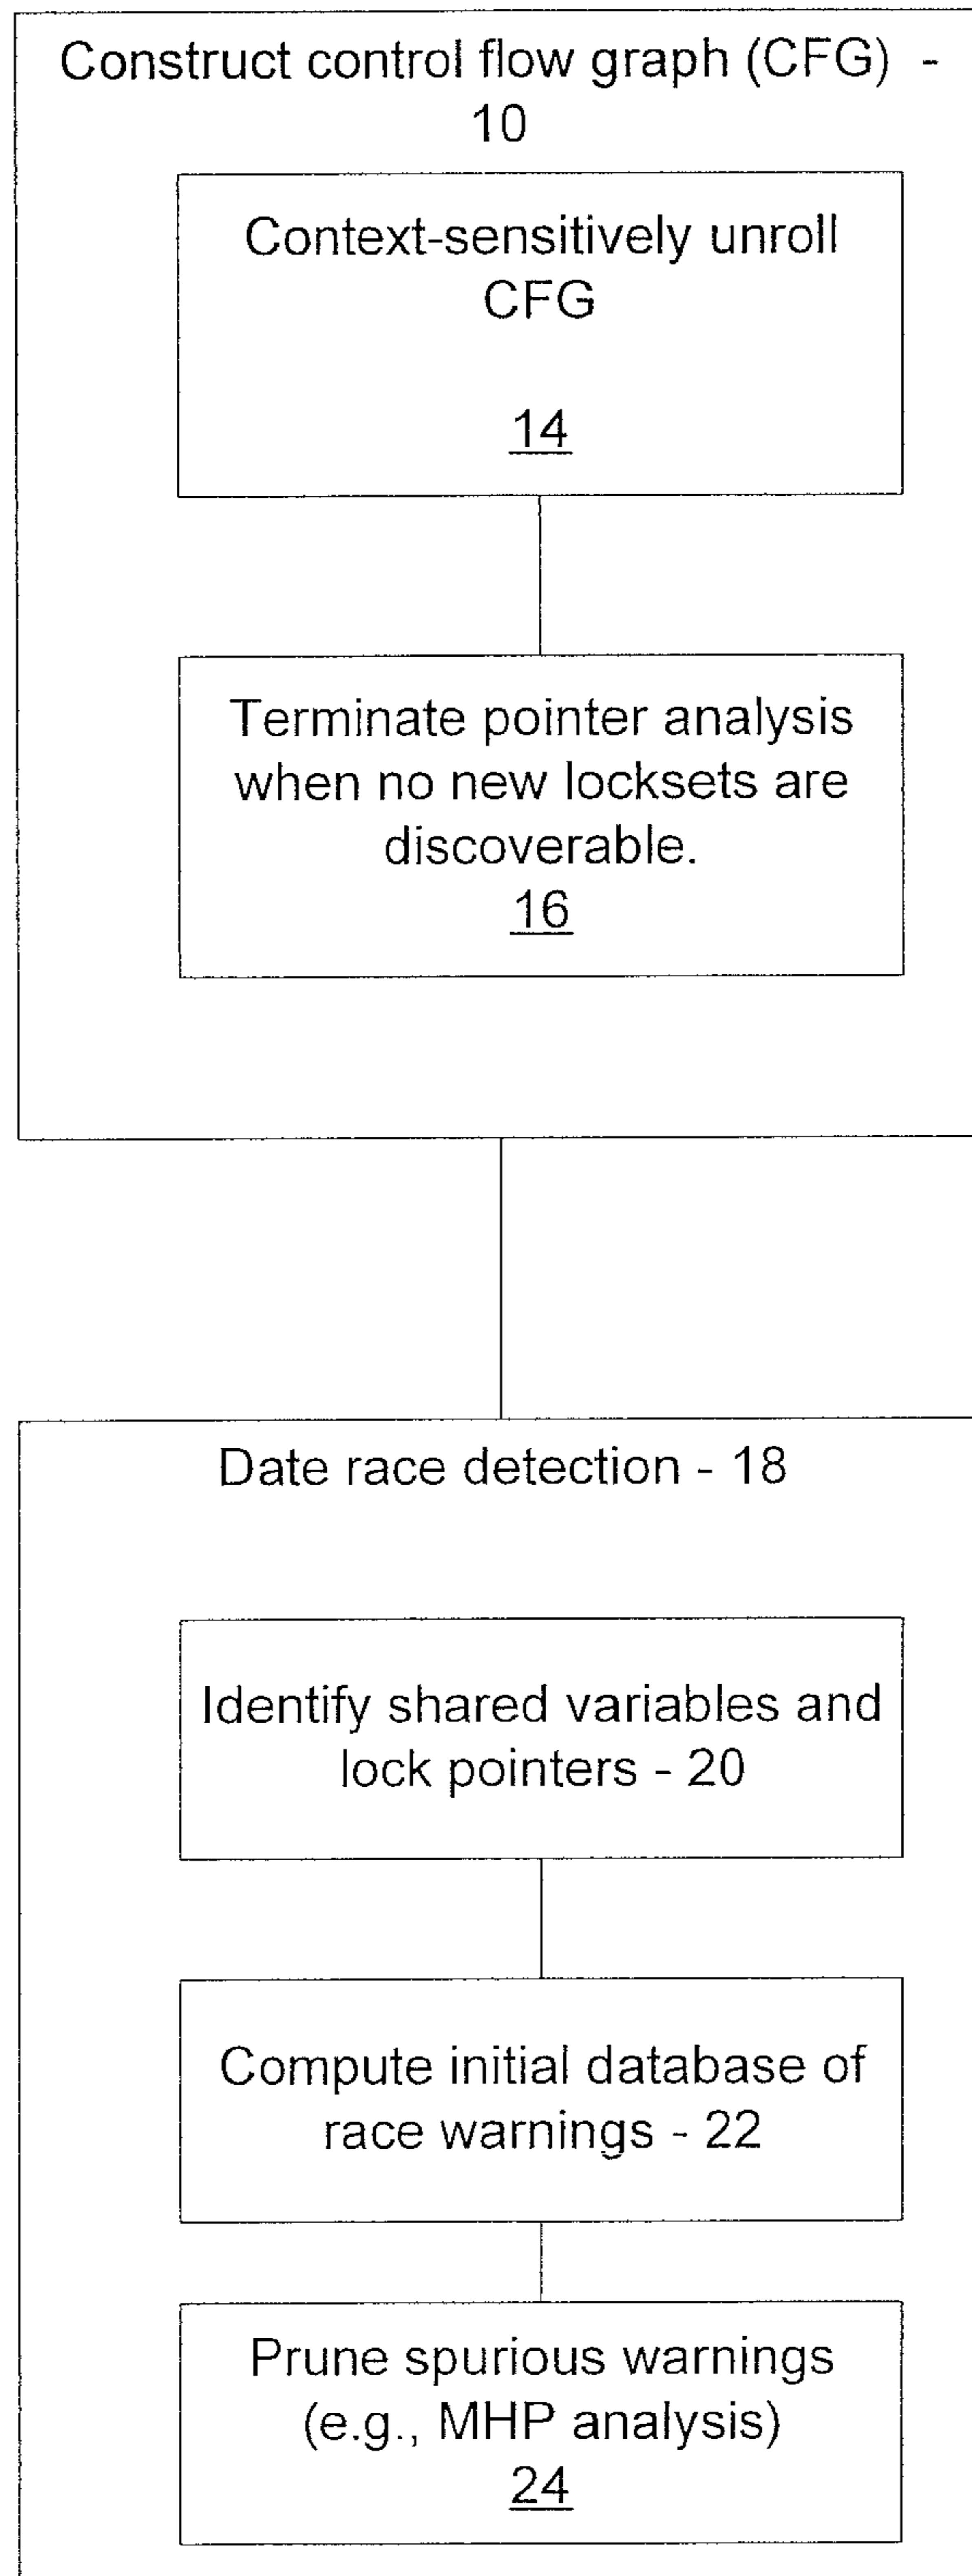 Construct control flow graph (CFG) -
10
Context-sensitively unroll
CFG
14
Terminate pointer analysis
when no new locksets are
discoverable.
16
Date race detection - 18
Identify shared variables and
lock pointers - 20
Compute initial database of
race warnings - 22
Prune spurious warnings
(e.g., MHP analysis)
24